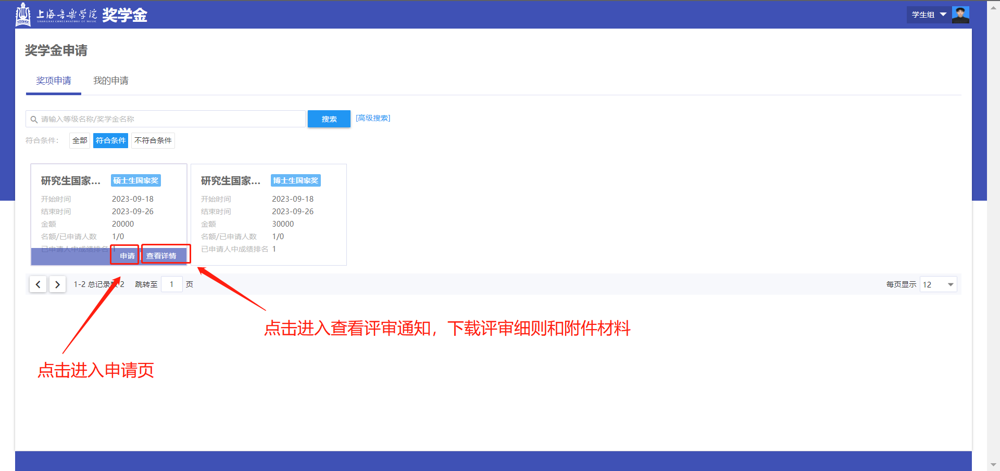 上海音乐学院 奖学金
SHANGHAI CONSERVATORY OF MUSIC
学生组
奖学金申请
奖项申请 我的申请
请输入等级名称/奖学金名称 搜索 [高级搜索]
符合条件： 全部 符合条件 不符合条件
研究生国家... 硕士生国家奖
开始时间 2023-09-18
结束时间 2023-09-26
金额 20000
名额/已申请人数 1/0
已申请人中成绩排名 1
申请 查看详情
研究生国家... 博士生国家奖
开始时间 2023-09-18
结束时间 2023-09-26
金额 30000
名额/已申请人数 1/0
已申请人中成绩排名 1
1-2 总记录数 2 跳转至 1 页
每页显示 12
点击进入查看评审通知，下载评审细则和附件材料
点击进入申请页